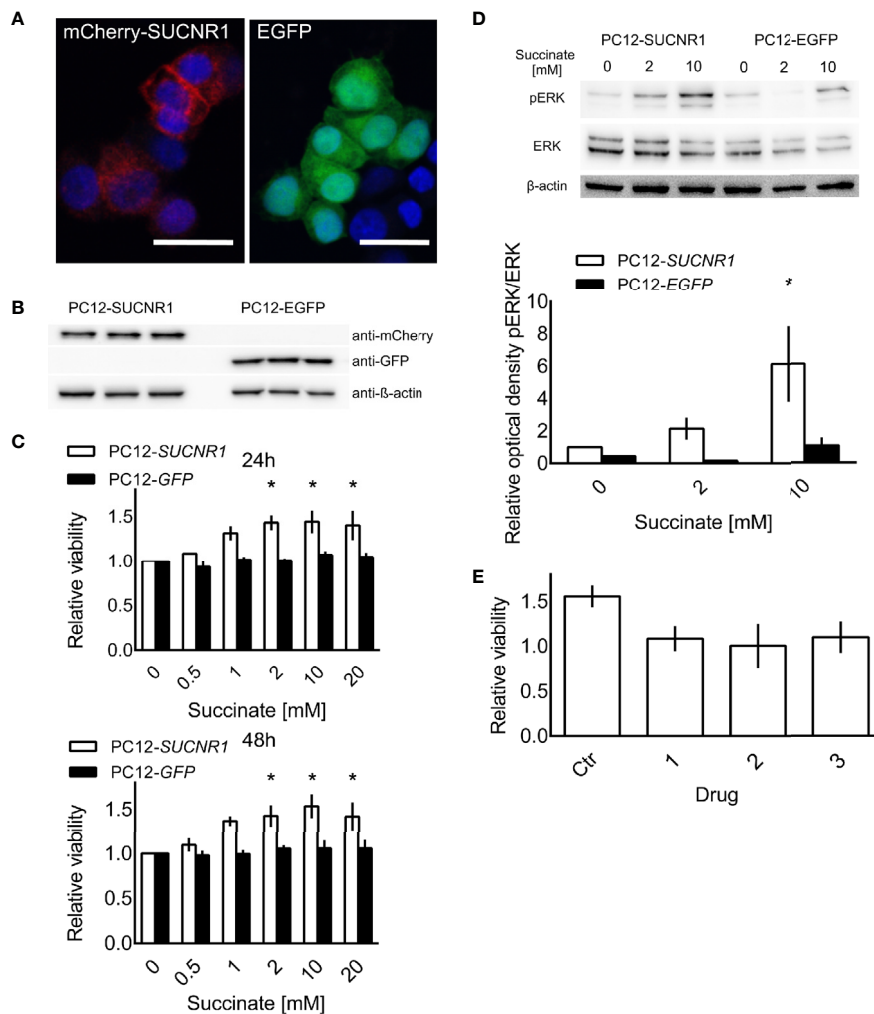 A
mCherry-SUCNR1
EGFP
B
PC12-SUCNR1
PC12-EGFP
anti-mCherry
anti-GFP
anti-ß-actin
C
PC12-SUCNR1
PC12-GFP
24h
* * *
Relative viability
1.5
1.0
0.5
0.0
0 0.5 1 2 10 20
Succinate [mM]
PC12-SUCNR1
PC12-GFP
48h
* * *
Relative viability
1.5
1.0
0.5
0.0
0 0.5 1 2 10 20
Succinate [mM]
D
PC12-SUCNR1
PC12-EGFP
Succinate
[mM]
0 2 10 0 2 10
pERK
ERK
β-actin
PC12-SUCNR1
PC12-EGFP
*
Relative optical density pERK/ERK
10
8
6
4
2
0
0 2 10
Succinate [mM]
E
Relative viability
1.5
1.0
0.5
0.0
Ctr 1 2 3
Drug